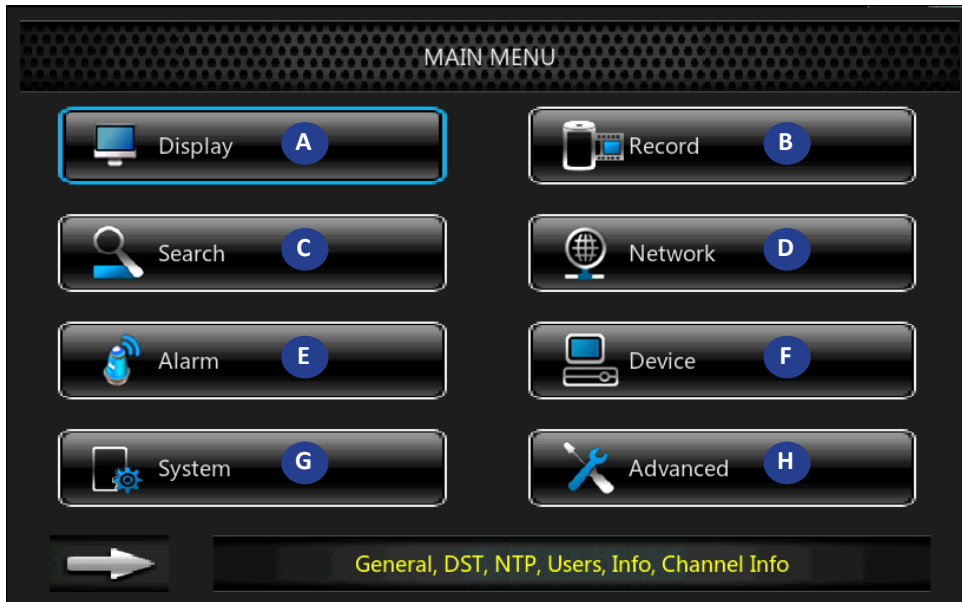 MAIN MENU
Display A
Record B
Search C
Network D
Alarm E
Device F
System G
Advanced H
General, DST, NTP, Users, Info, Channel Info